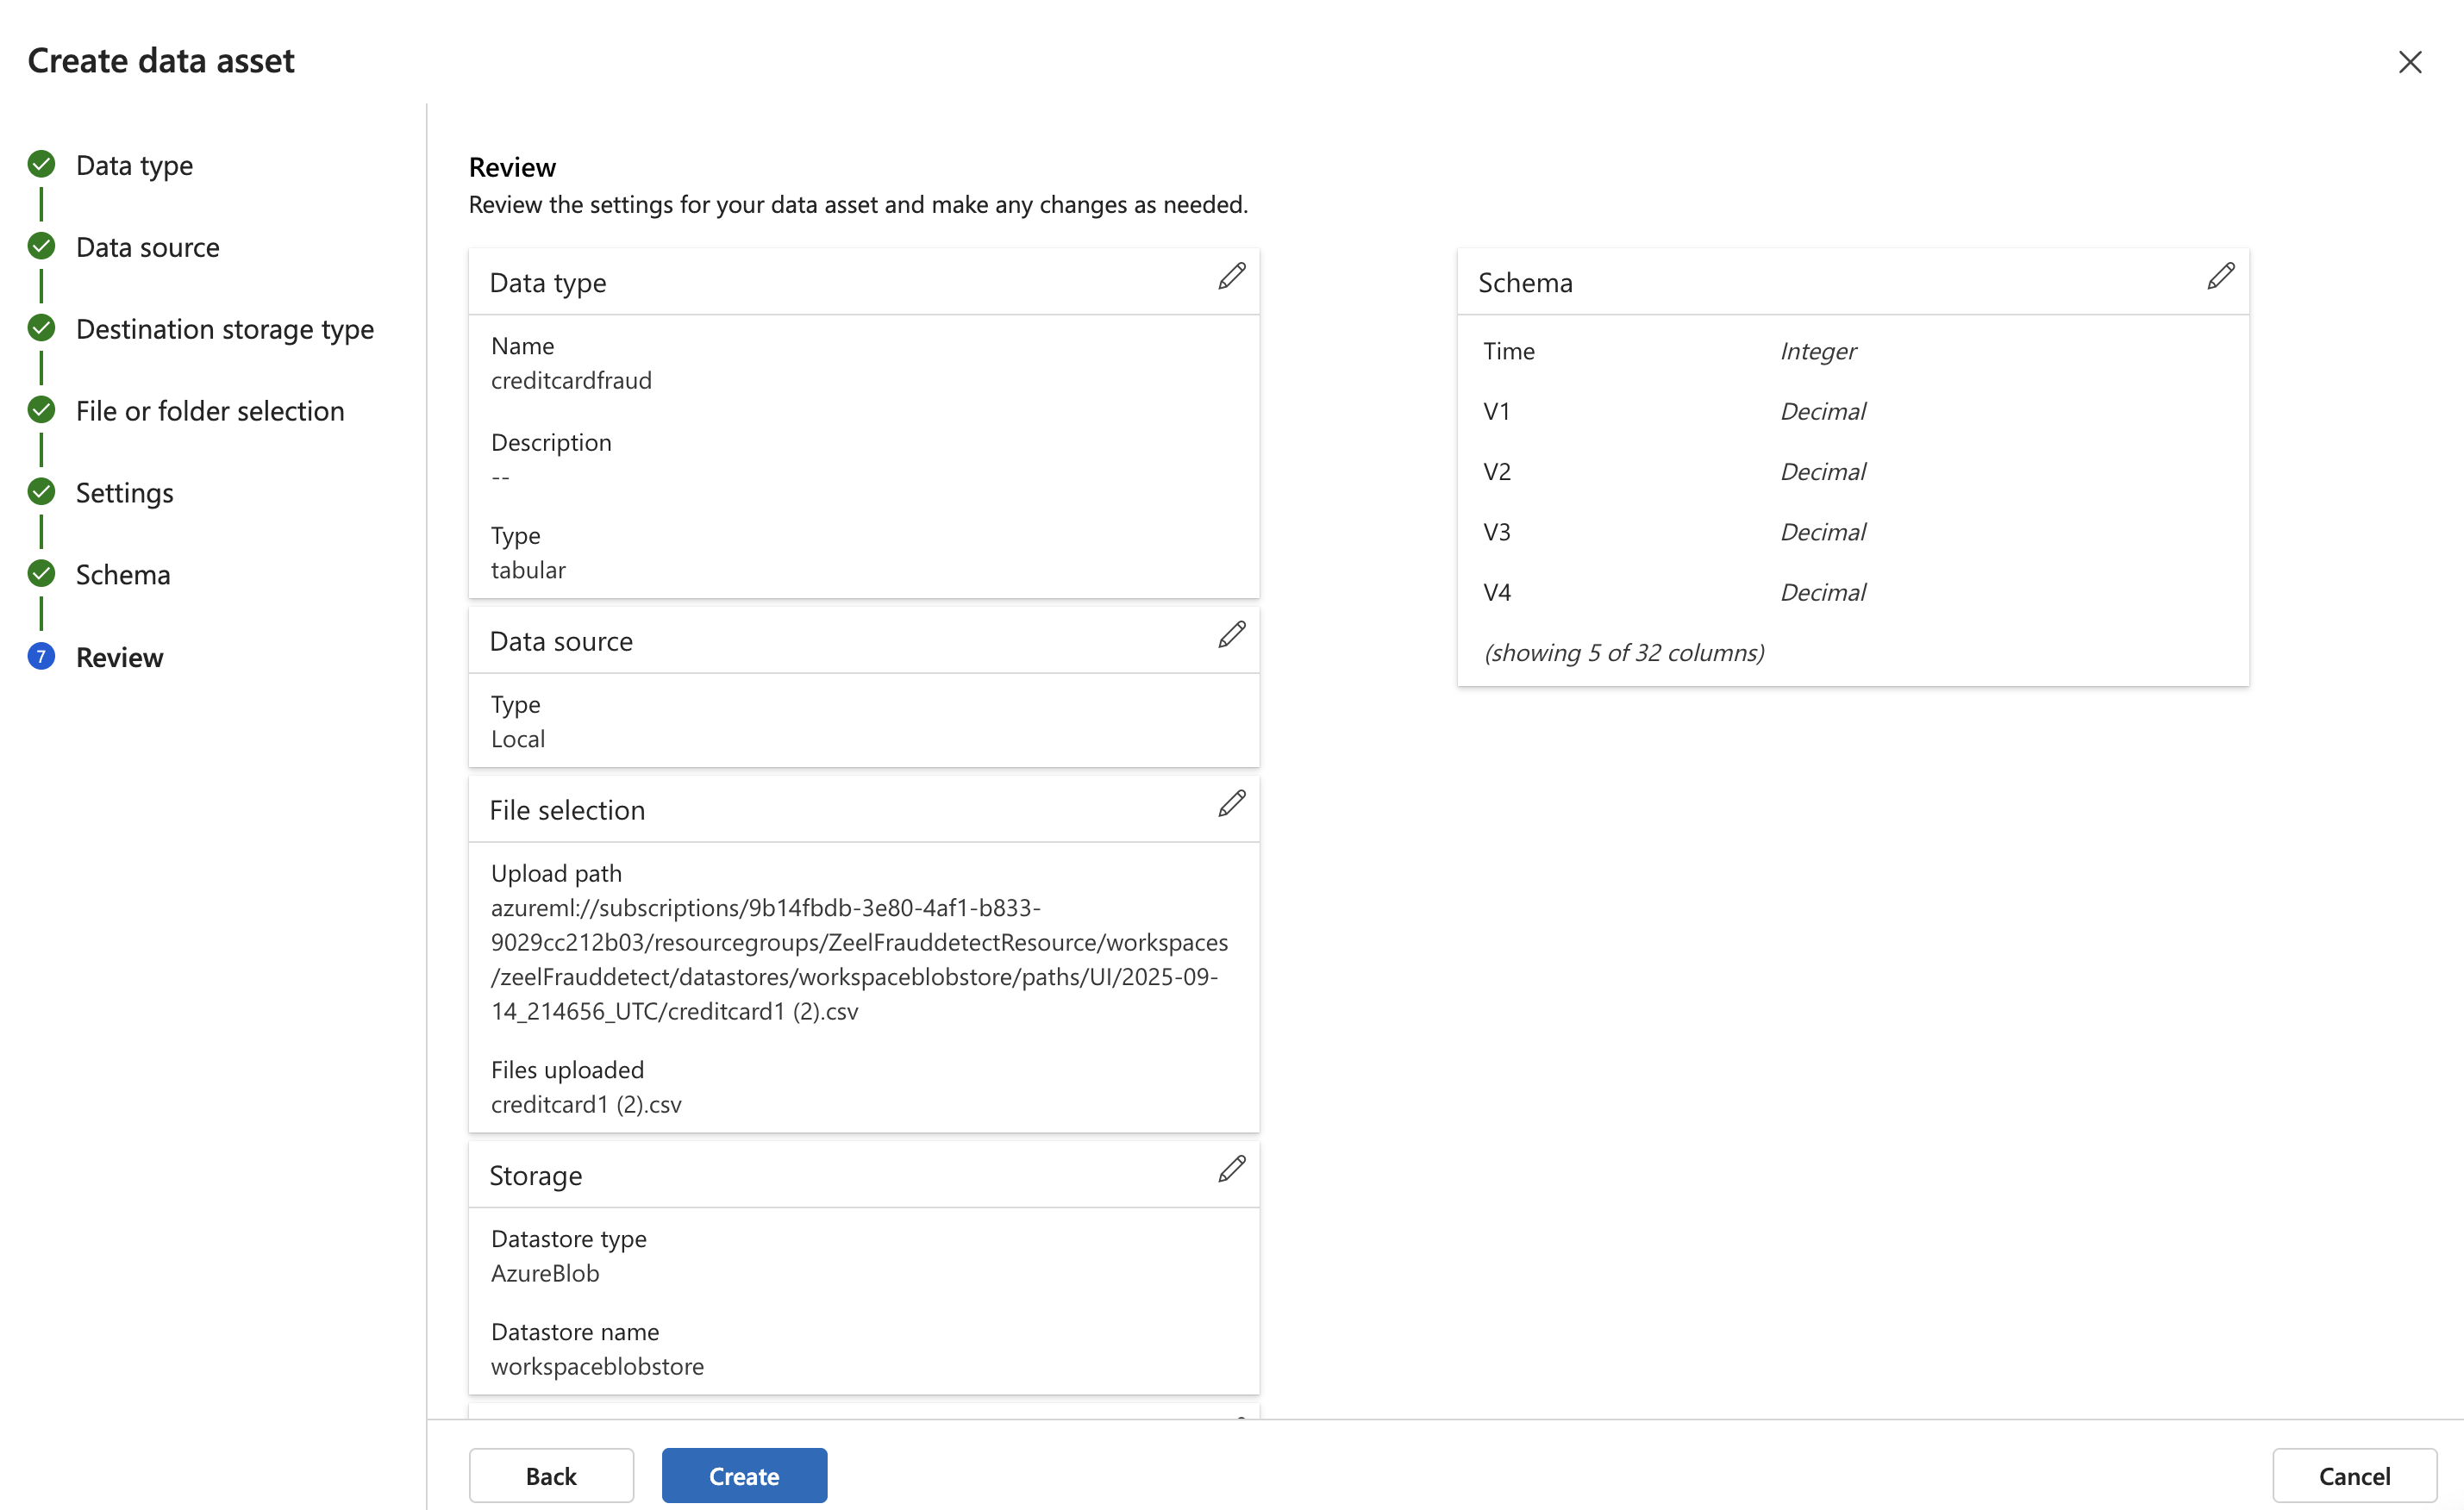 Create data asset
Data type
Data source
Destination storage type
File or folder selection
Settings
Schema
7
Review
Review
Review the settings for your data asset and make any changes as needed.
Data type
Name
creditcardfraud
Description
--
Type
tabular
Data source
Type
Local
File selection
Upload path
azureml://subscriptions/9b14fbdb-3e80-4af1-b833-
9029cc212b03/resourcegroups/ZeelFrauddetectResource/workspaces
/zeelFrauddetect/datastores/workspaceblobstore/paths/UI/2025-09-
14_214656_UTC/creditcard1 (2).csv
Files uploaded
creditcard1 (2).csv
Storage
Datastore type
AzureBlob
Datastore name
workspaceblobstore
Schema
Time Integer
V1 Decimal
V2 Decimal
V3 Decimal
V4 Decimal
(showing 5 of 32 columns)
Back
Create
Cancel